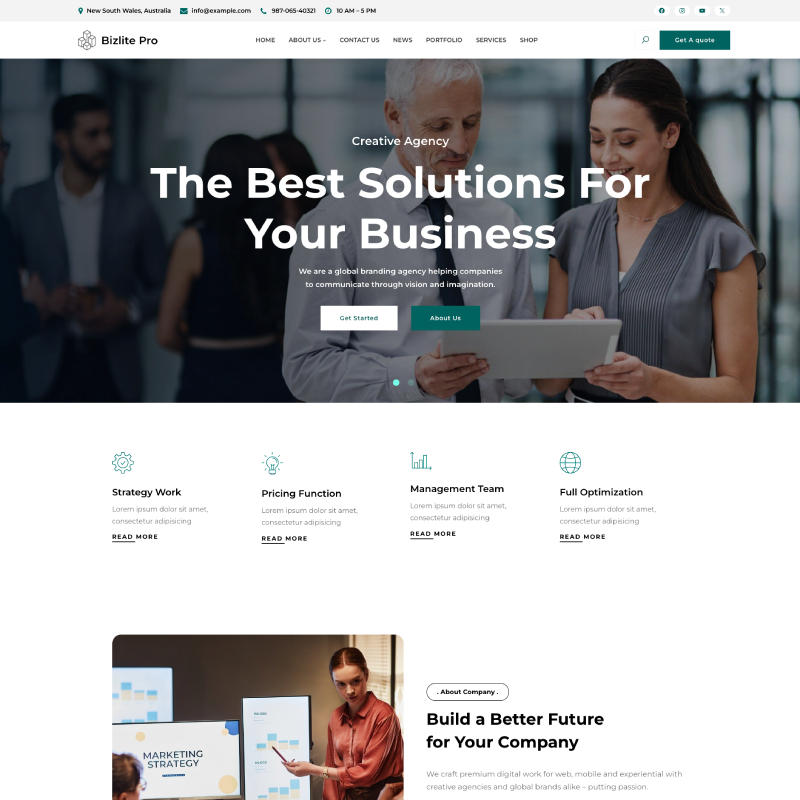 New South Wales, Australia info@example.com 987-065-40321 10 AM – 5 PM
Bizlite Pro HOME ABOUT US CONTACT US NEWS PORTFOLIO SERVICES SHOP Get A quote
Creative Agency
The Best Solutions For
Your Business
We are a global branding agency helping companies
to communicate through vision and imagination.
Get Started About Us
Strategy Work
Lorem ipsum dolor sit amet,
consectetur adipisicing
READ MORE
Pricing Function
Lorem ipsum dolor sit amet,
consectetur adipisicing
READ MORE
Management Team
Lorem ipsum dolor sit amet,
consectetur adipisicing
READ MORE
Full Optimization
Lorem ipsum dolor sit amet,
consectetur adipisicing
READ MORE
MARKETING
STRATEGY
. About Company .
Build a Better Future
for Your Company
We craft premium digital work for web, mobile and experiential with
creative agencies and global brands alike – putting passion.